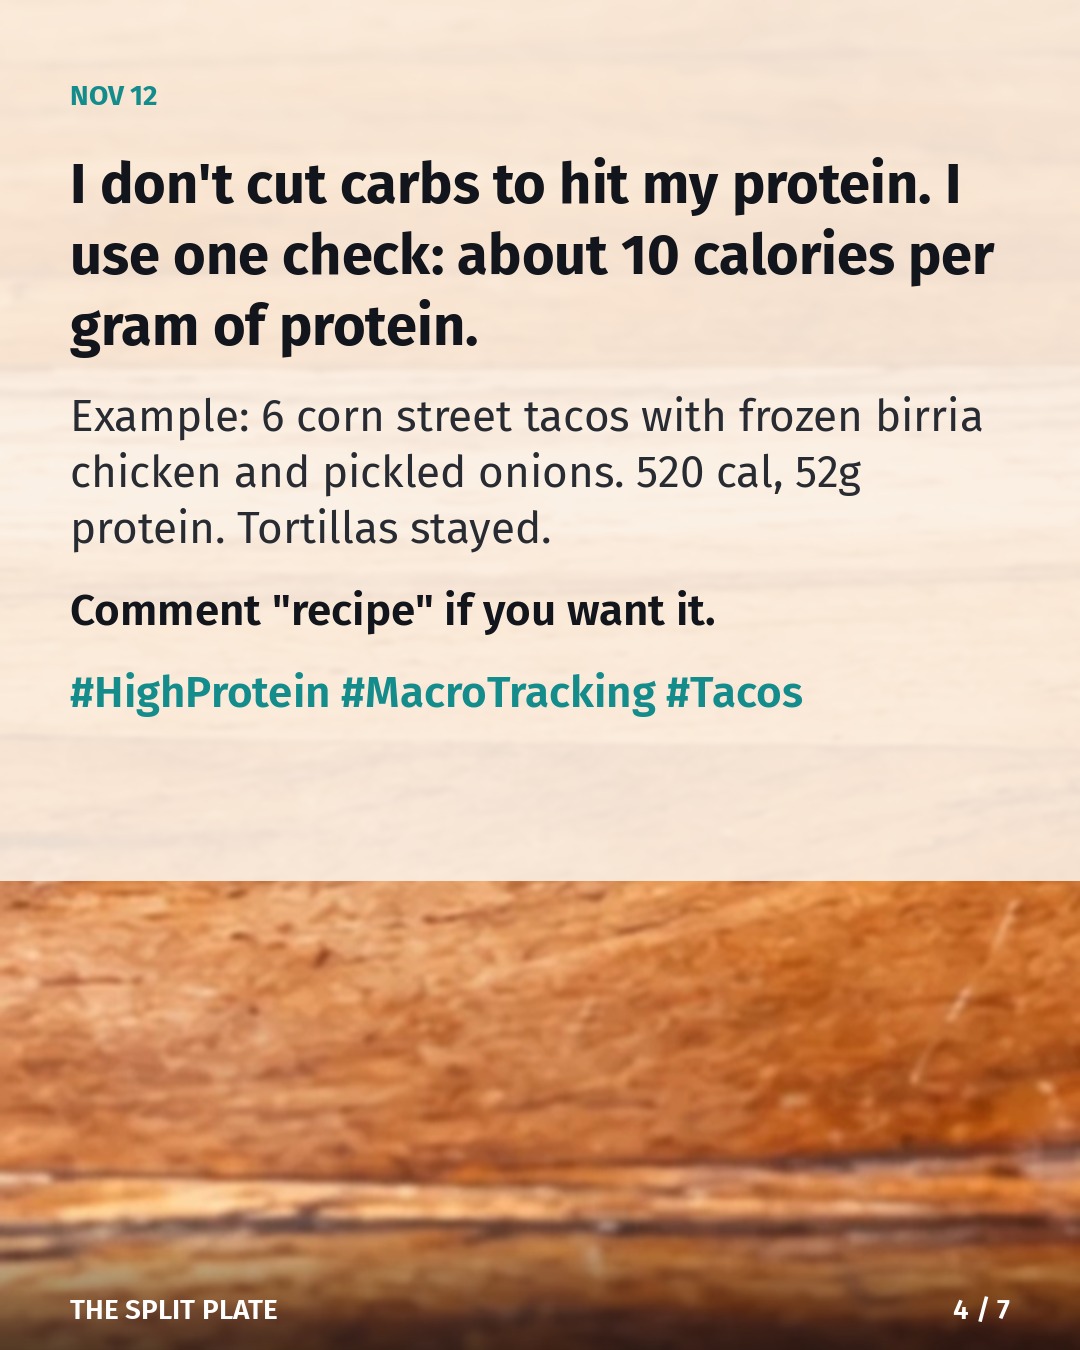 NOV 12
I don't cut carbs to hit my protein. I
use one check: about 10 calories per
gram of protein.
Example: 6 corn street tacos with frozen birria
chicken and pickled onions. 520 cal, 52g
protein. Tortillas stayed.
Comment "recipe" if you want it.
#HighProtein #MacroTracking #Tacos
THE SPLIT PLATE
4 / 7